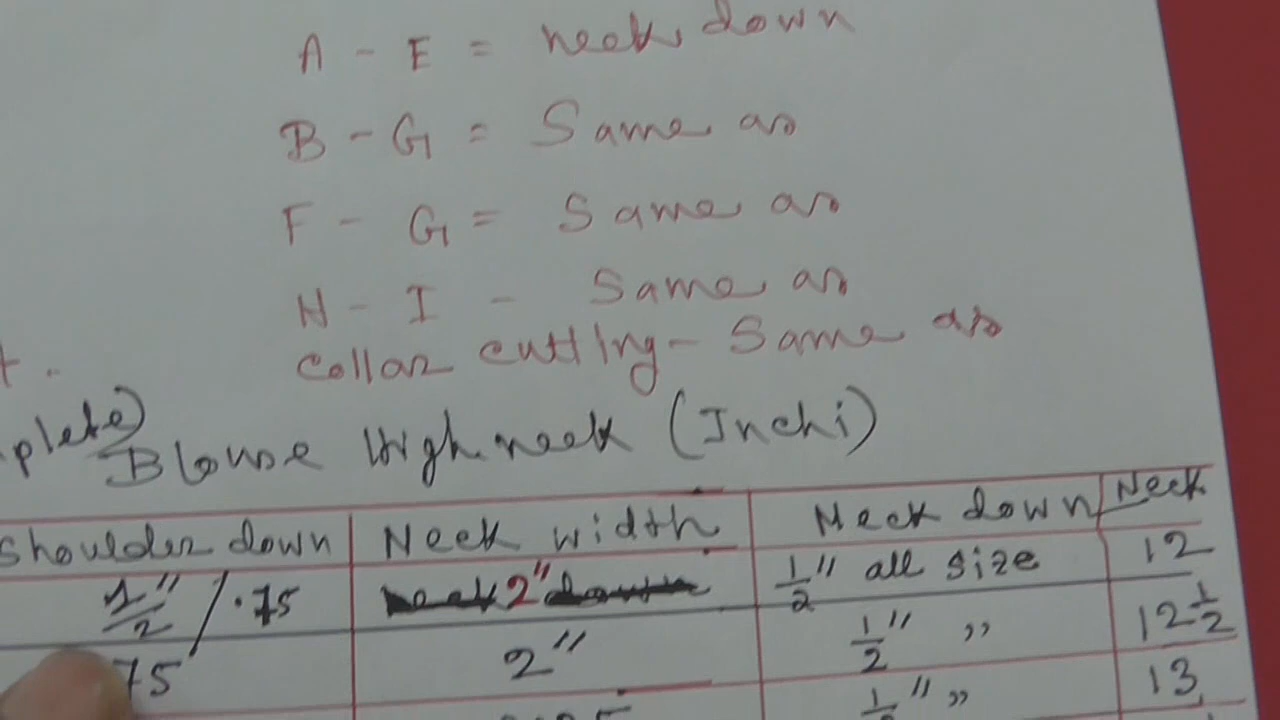 A - E = neck down
B - G = Same as
F - G = Same as
H - I - Same as
t.
Collar cutting - Same as
plete)
Blouse High neck (Inchi)
Shoulder down Neck width Neck down Neck
1/2" / .75 2" 1/2" all size 12
75 2" 1/2" " 12 1/2
1/2" " 13